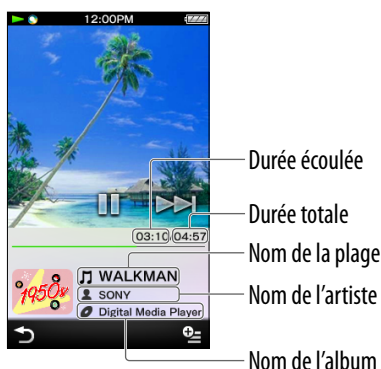 12:00PM
Durée écoulée
Durée totale
03:10/04:57
Nom de la plage
WALKMAN
1950s
SONY
Nom de l'artiste
Digital Media Player
Nom de l'album